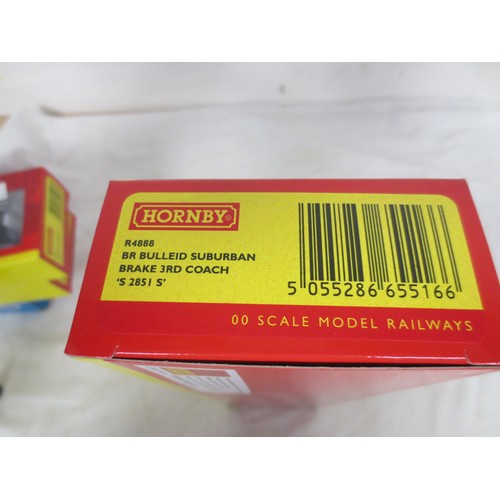 HORNBY
R4888
BR BULLEID SUBURBAN
BRAKE 3RD COACH
'S 2851 S'
5 055286 655166
00 SCALE MODEL RAILWAYS